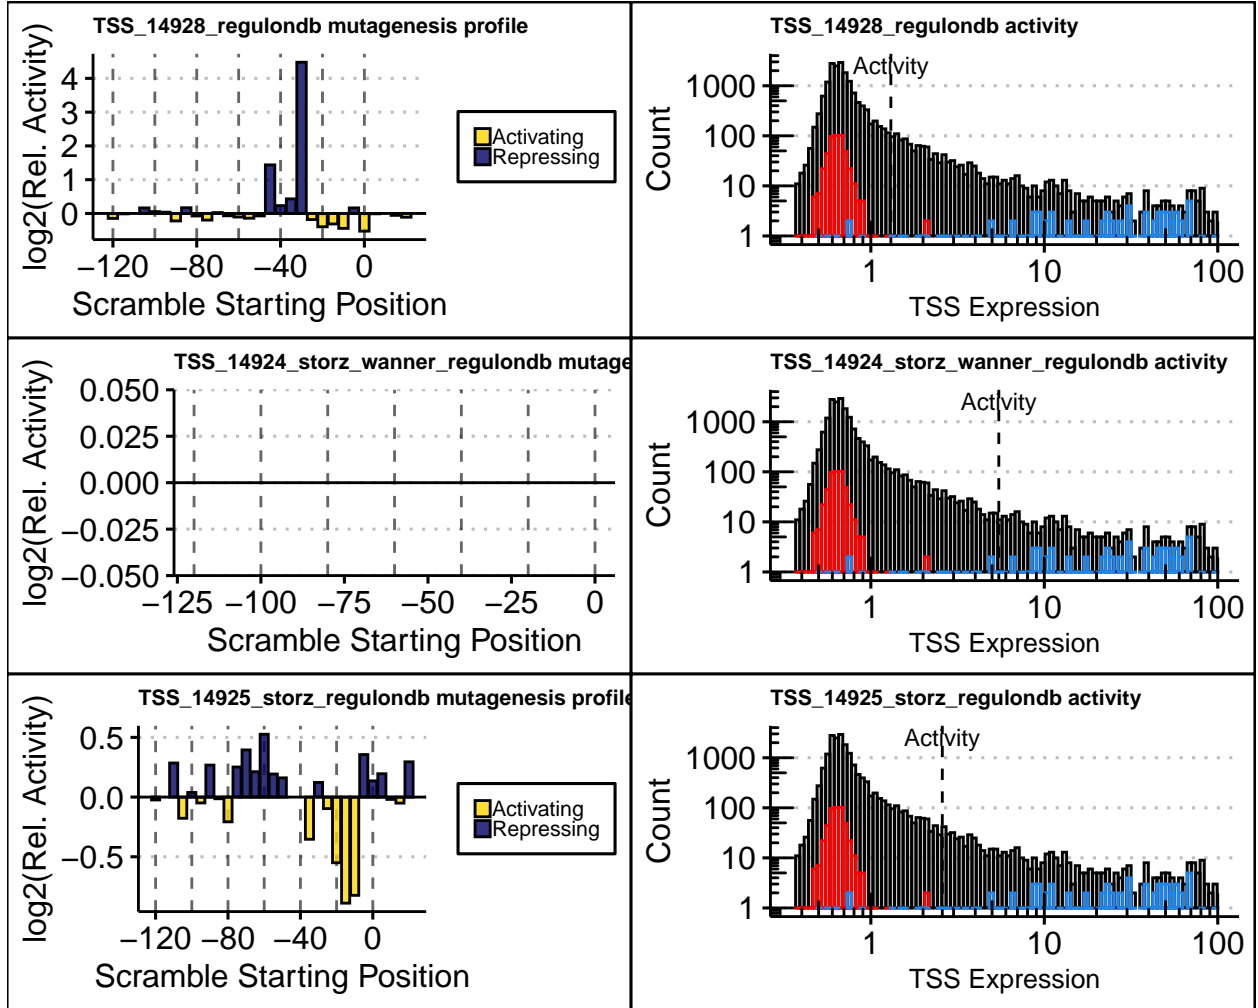 TSS_14928_regulondb mutagenesis profile
log2(Rel. Activity)
4
3
2
1
0
−120 −80 −40 0
Scramble Starting Position
Activating
Repressing
TSS_14928_regulondb activity
Activity
Count
1000
100
10
1
1 10 100
TSS Expression
TSS_14924_storz_wanner_regulondb mutage
log2(Rel. Activity)
0.050
0.025
0.000
−0.025
−0.050
−125 −100 −75 −50 −25 0
Scramble Starting Position
TSS_14924_storz_wanner_regulondb activity
Activity
Count
1000
100
10
1
1 10 100
TSS Expression
TSS_14925_storz_regulondb mutagenesis profile
log2(Rel. Activity)
0.5
0.0
−0.5
−120 −80 −40 0
Scramble Starting Position
Activating
Repressing
TSS_14925_storz_regulondb activity
Activity
Count
1000
100
10
1
1 10 100
TSS Expression